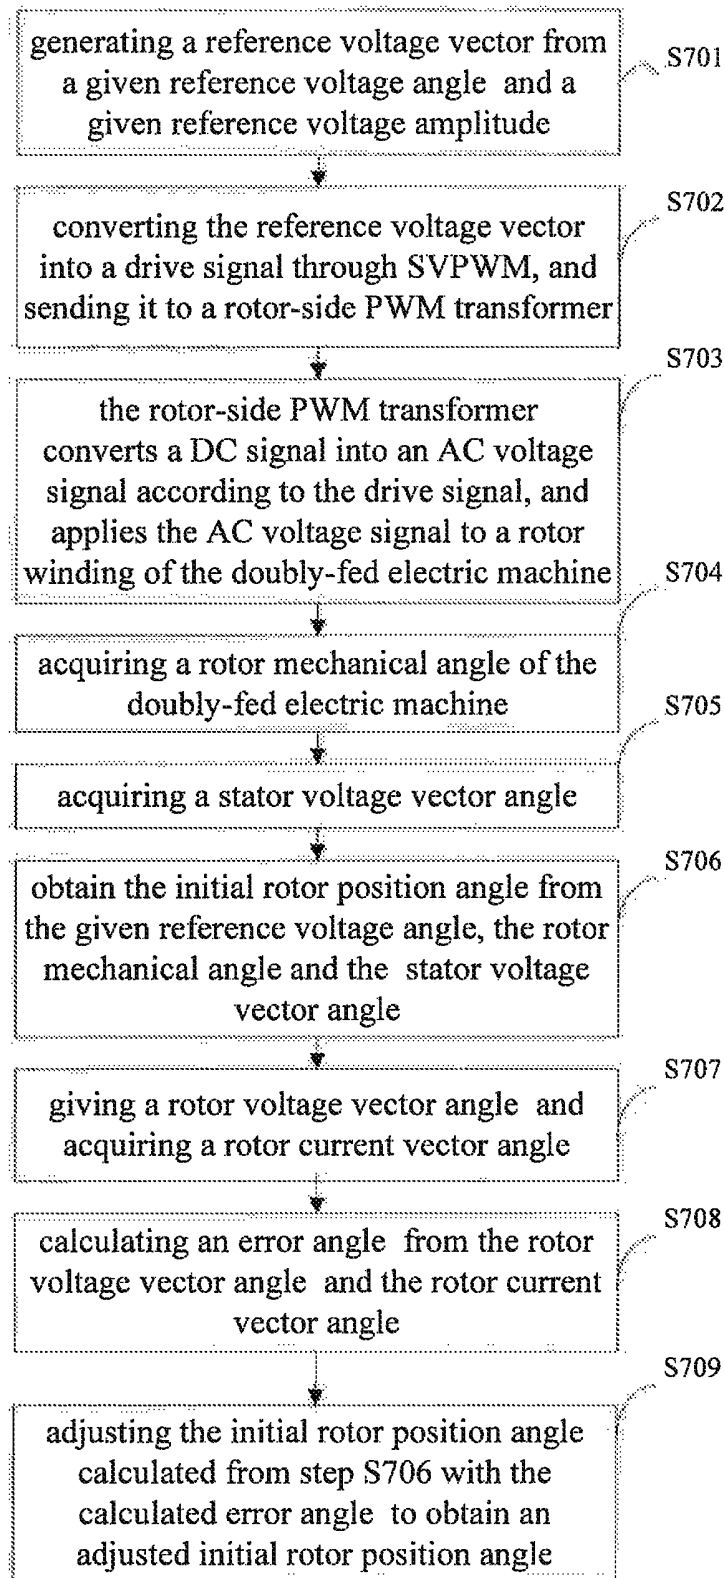 generating a reference voltage vector from
a given reference voltage angle and a
given reference voltage amplitude
S701
converting the reference voltage vector
into a drive signal through SVPWM, and
sending it to a rotor-side PWM transformer
S702
the rotor-side PWM transformer
converts a DC signal into an AC voltage
signal according to the drive signal, and
applies the AC voltage signal to a rotor
winding of the doubly-fed electric machine
S703
acquiring a rotor mechanical angle of the
doubly-fed electric machine
S704
acquiring a stator voltage vector angle
S705
obtain the initial rotor position angle from
the given reference voltage angle, the rotor
mechanical angle and the stator voltage
vector angle
S706
giving a rotor voltage vector angle and
acquiring a rotor current vector angle
S707
calculating an error angle from the rotor
voltage vector angle and the rotor current
vector angle
S708
adjusting the initial rotor position angle
calculated from step S706 with the
calculated error angle to obtain an
adjusted initial rotor position angle
S709